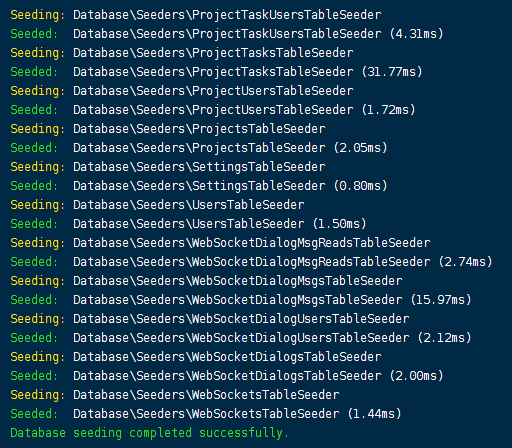 Seeding: Database\Seeders\ProjectTaskUsersTableSeeder
Seeded:  Database\Seeders\ProjectTaskUsersTableSeeder (4.31ms)
Seeding: Database\Seeders\ProjectTasksTableSeeder
Seeded:  Database\Seeders\ProjectTasksTableSeeder (31.77ms)
Seeding: Database\Seeders\ProjectUsersTableSeeder
Seeded:  Database\Seeders\ProjectUsersTableSeeder (1.72ms)
Seeding: Database\Seeders\ProjectsTableSeeder
Seeded:  Database\Seeders\ProjectsTableSeeder (2.05ms)
Seeding: Database\Seeders\SettingsTableSeeder
Seeded:  Database\Seeders\SettingsTableSeeder (0.80ms)
Seeding: Database\Seeders\UsersTableSeeder
Seeded:  Database\Seeders\UsersTableSeeder (1.50ms)
Seeding: Database\Seeders\WebSocketDialogMsgReadsTableSeeder
Seeded:  Database\Seeders\WebSocketDialogMsgReadsTableSeeder (2.74ms)
Seeding: Database\Seeders\WebSocketDialogMsgsTableSeeder
Seeded:  Database\Seeders\WebSocketDialogMsgsTableSeeder (15.97ms)
Seeding: Database\Seeders\WebSocketDialogUsersTableSeeder
Seeded:  Database\Seeders\WebSocketDialogUsersTableSeeder (2.12ms)
Seeding: Database\Seeders\WebSocketDialogsTableSeeder
Seeded:  Database\Seeders\WebSocketDialogsTableSeeder (2.00ms)
Seeding: Database\Seeders\WebSocketsTableSeeder
Seeded:  Database\Seeders\WebSocketsTableSeeder (1.44ms)
Database seeding completed successfully.